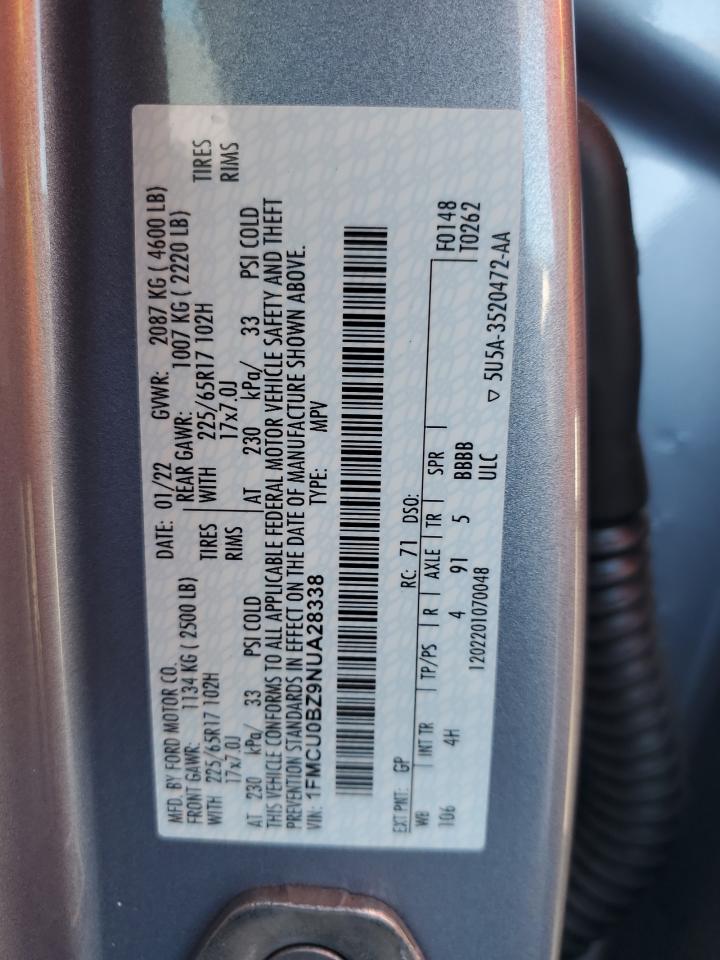 MFD. BY FORD MOTOR CO. DATE: 01/22 GVWR: 2087 KG ( 4600 LB)
FRONT GAWR: 1134 KG ( 2500 LB) REAR GAWR: 1007 KG ( 2220 LB)
WITH 225/65R17 102H TIRES WITH 225/65R17 102H TIRES
17x7.0J RIMS 17x7.0J RIMS
AT 230 kPa/ 33 PSI COLD AT 230 kPa/ 33 PSI COLD
THIS VEHICLE CONFORMS TO ALL APPLICABLE FEDERAL MOTOR VEHICLE SAFETY AND THEFT
PREVENTION STANDARDS IN EFFECT ON THE DATE OF MANUFACTURE SHOWN ABOVE.
VIN: 1FMCU0BZ9NUA28338 TYPE: MPV
EXT PNT: GP RC: 71 DSO: F0148
WB INT TR TP/PS R AXLE TR SPR T0262
106 4H 4 91 5 BBBB
1202201070048 ULC ▽ 5U5A-3520472-AA